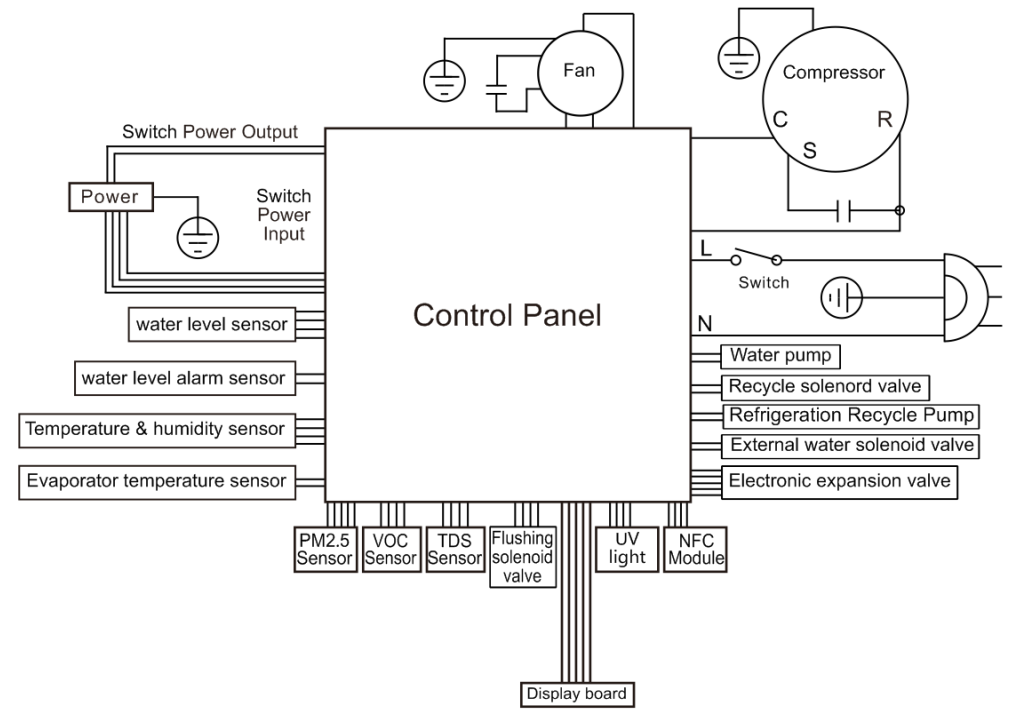 Fan
Compressor
C
R
S
Switch Power Output
Power
Switch
Power
Input
L
Switch
N
Control Panel
water level sensor
water level alarm sensor
Temperature & humidity sensor
Evaporator temperature sensor
Water pump
Recycle solenord valve
Refrigeration Recycle Pump
External water solenoid valve
Electronic expansion valve
PM2.5
Sensor
VOC
Sensor
TDS
Sensor
Flushing
solenoid
valve
UV
light
NFC
Module
Display board